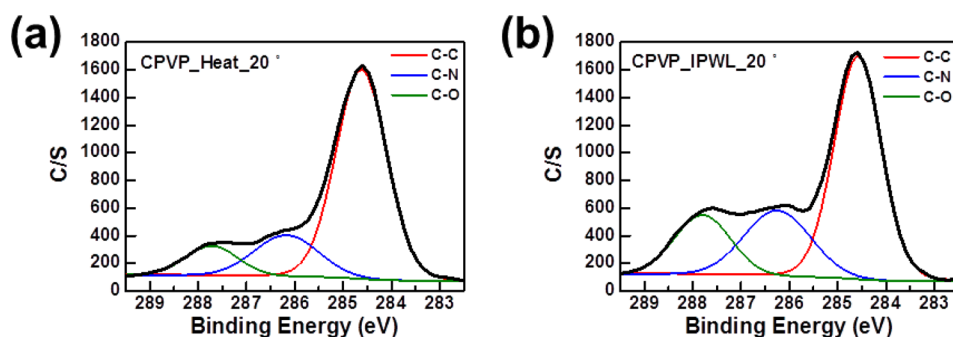 (a)
CPVP_Heat_20 °
C-C
C-N
C-O
C/S
1800
1600
1400
1200
1000
800
600
400
200
0
289 288 287 286 285 284 283
Binding Energy (eV)
(b)
CPVP_IPWL_20 °
C-C
C-N
C-O
C/S
1800
1600
1400
1200
1000
800
600
400
200
0
289 288 287 286 285 284 283
Binding Energy (eV)